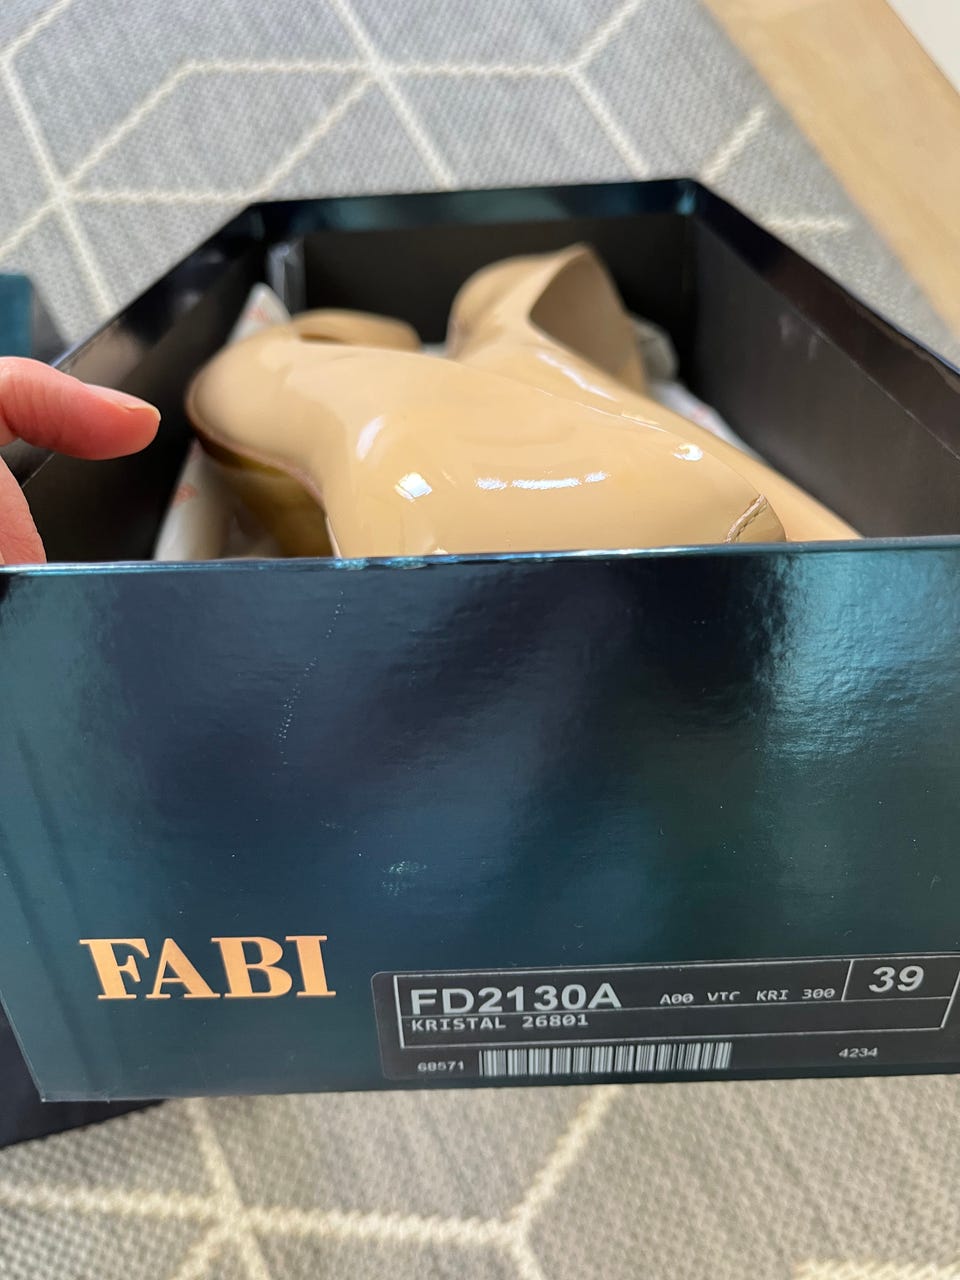 FABI
FD2130A A00 VTC KRI 300 39
KRISTAL 26801
68571 4234